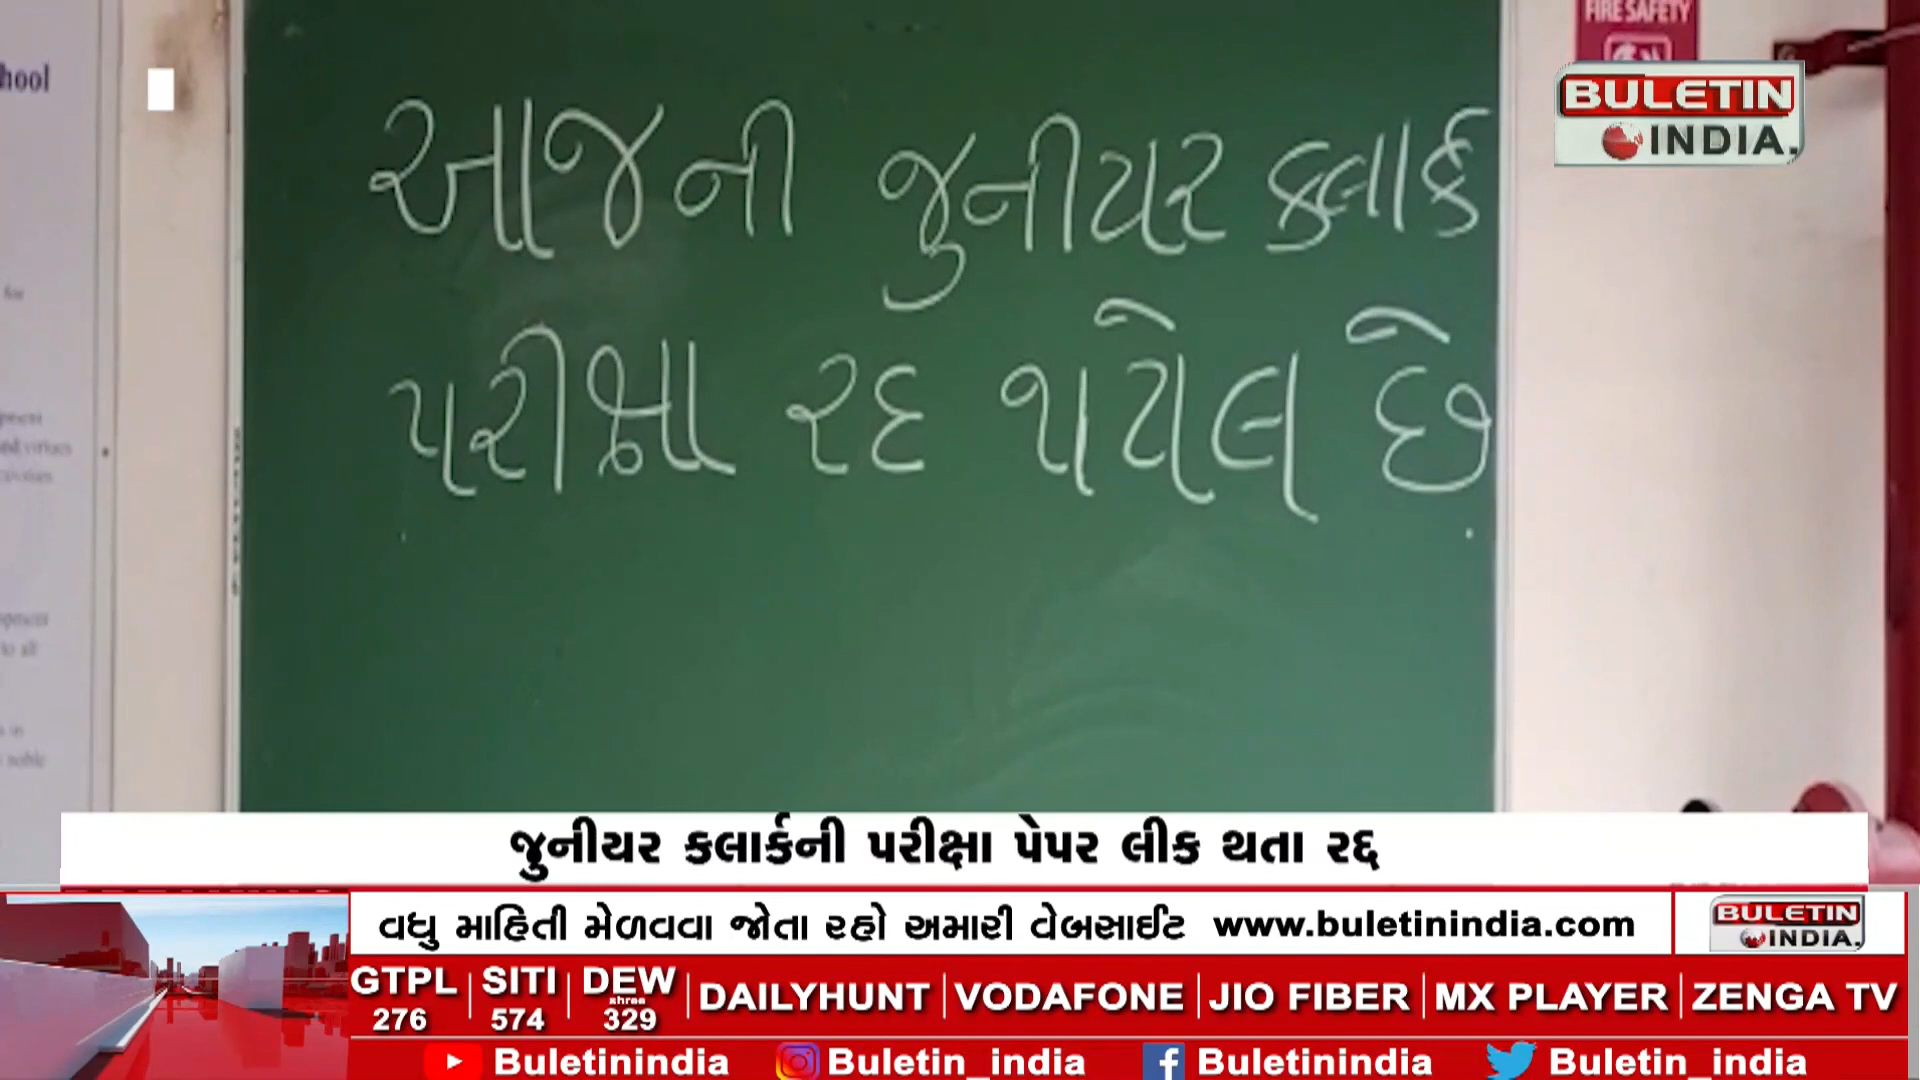 hool
FIRE SAFETY
BULETIN
INDIA.
આજની જુનીયર કલાર્ક
પરીક્ષા રદ થયેલ છે
જુનીયર કલાર્કની પરીક્ષા પેપર લીક થતા રદ્દ
વધુ માહિતી મેળવવા જોતા રહો અમારી વેબસાઈટ www.buletinindia.com
BULETIN
INDIA.
GTPL 276 | SITI 574 | DEW shree 329 | DAILYHUNT | VODAFONE | JIO FIBER | MX PLAYER | ZENGA TV
Buletinindia Buletin_india Buletinindia Buletin_india